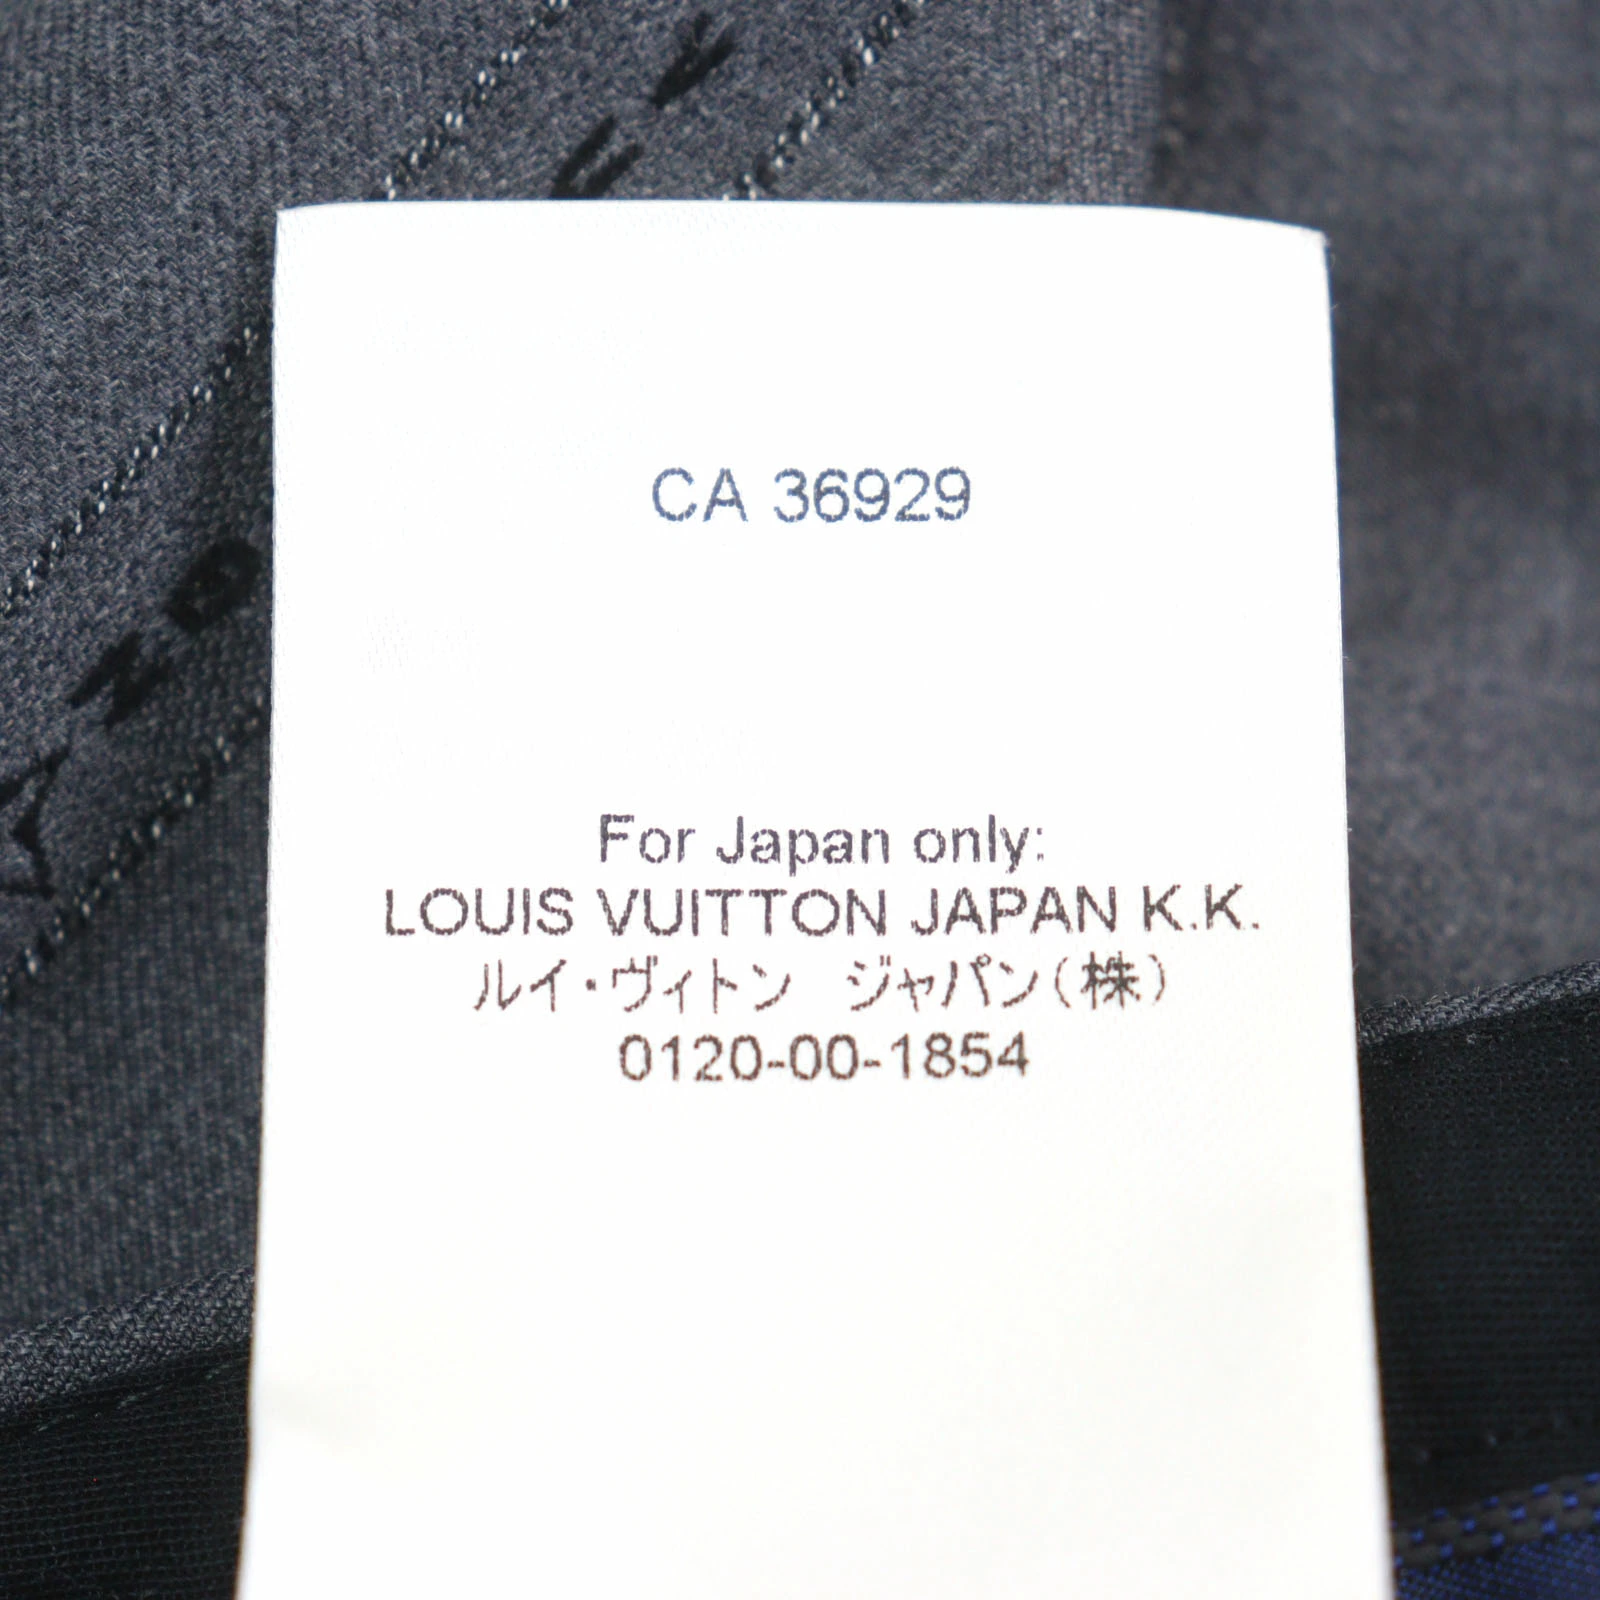 CA 36929
For Japan only:
LOUIS VUITTON JAPAN K.K.
ルイ・ヴィトン　ジャパン(株)
0120-00-1854